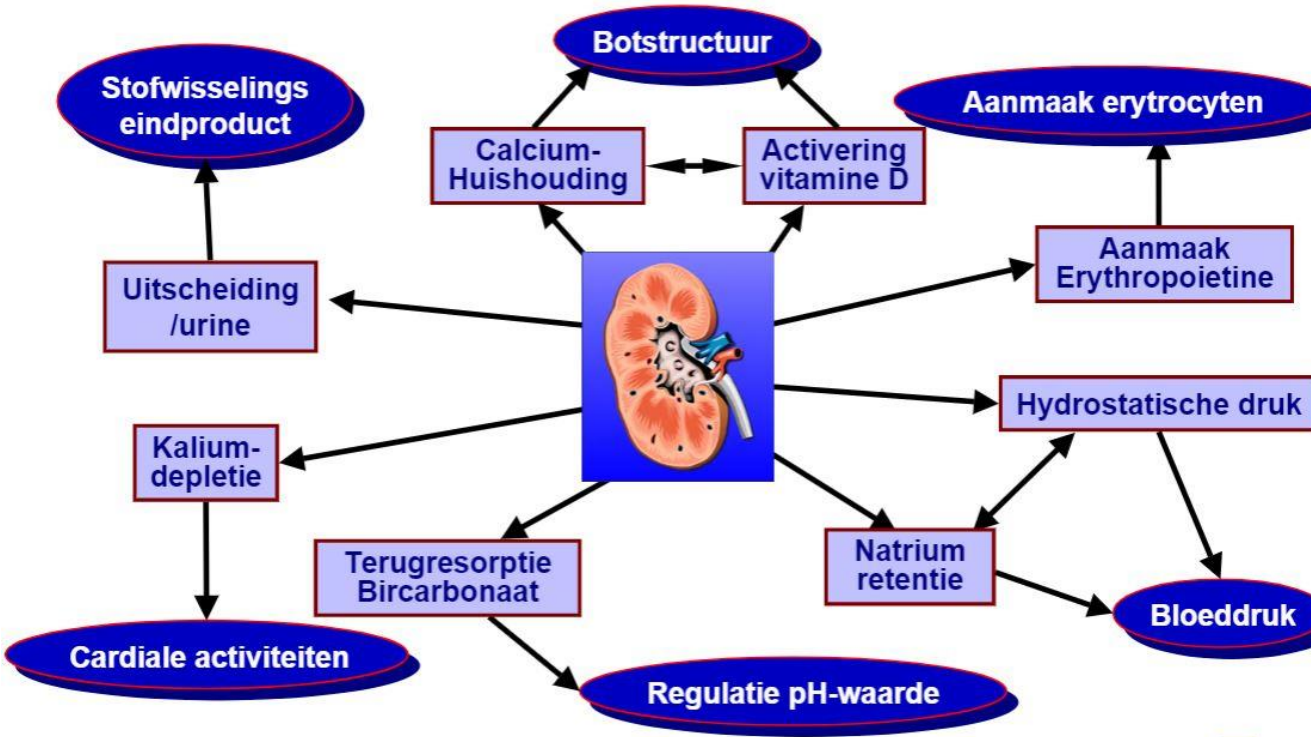 Botstructuur
Stofwisselings
eindproduct
Aanmaak erytrocyten
Calcium-
Huishouding
Activering
vitamine D
Aanmaak
Erythropoietine
Uitscheiding
/urine
Hydrostatische druk
Kalium-
depletie
Terugresorptie
Bircarbonaat
Natrium
retentie
Bloeddruk
Cardiale activiteiten
Regulatie pH-waarde